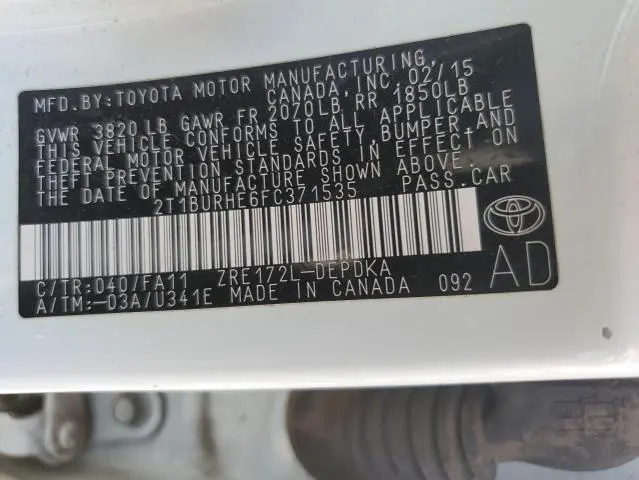 MFD. BY: TOYOTA MOTOR MANUFACTURING,
CANADA, INC. 02/15
GVWR 3820 LB GAWR FR 2070LB RR 1850LB
THIS VEHICLE CONFORMS TO ALL APPLICABLE
FEDERAL MOTOR VEHICLE SAFETY, BUMPER, AND
THEFT PREVENTION STANDARDS IN EFFECT ON
THE DATE OF MANUFACTURE SHOWN ABOVE.
2T1BURHE6FC371535 PASS. CAR
C/TR:040/FA11 ZRE172L-DEPDKA
A/TM:-03A/U341E MADE IN CANADA 092
AD